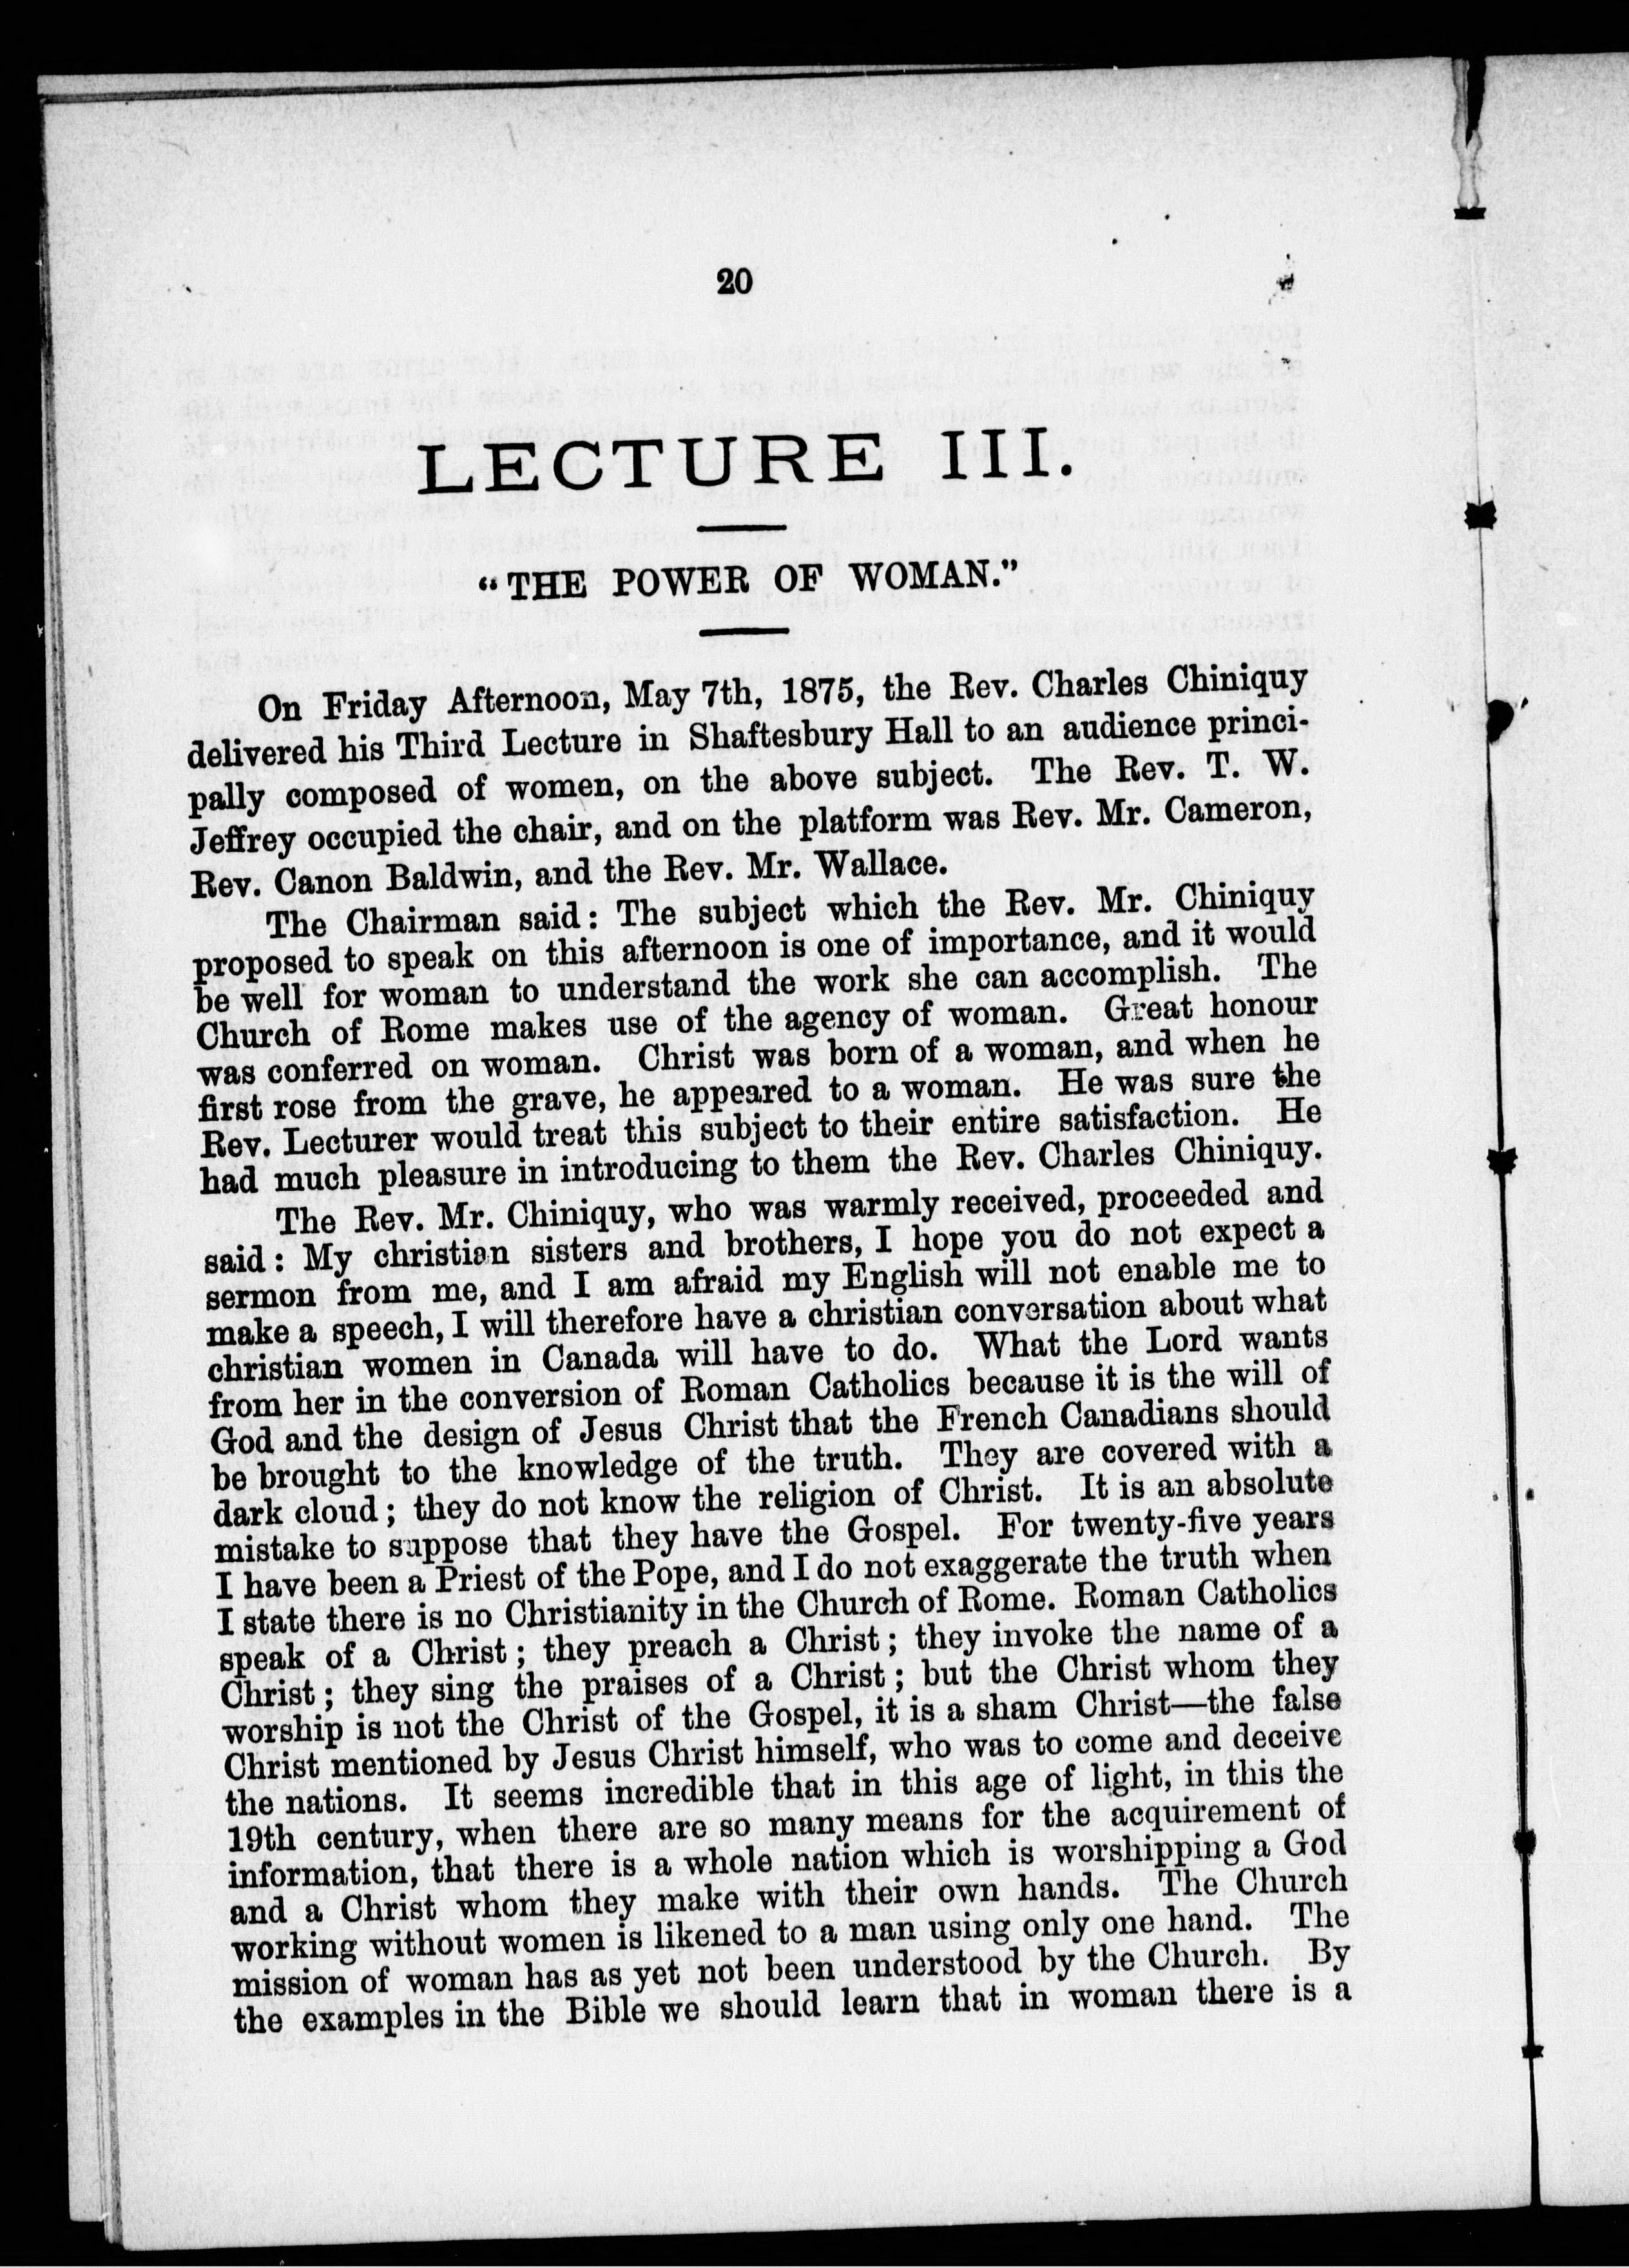 20
LECTURE III.
"THE POWER OF WOMAN."
On Friday Afternoon, May 7th, 1875, the Rev. Charles Chiniquy
delivered his Third Lecture in Shaftesbury Hall to an audience princi-
pally composed of women, on the above subject. The Rev. T. W.
Jeffrey occupied the chair, and on the platform was Rev. Mr. Cameron,
Rev. Canon Baldwin, and the Rev. Mr. Wallace.
The Chairman said: The subject which the Rev. Mr. Chiniquy
proposed to speak on this afternoon is one of importance, and it would
be well for woman to understand the work she can accomplish. The
Church of Rome makes use of the agency of woman. Great honour
was conferred on woman. Christ was born of a woman, and when he
first rose from the grave, he appeared to a woman. He was sure the
Rev. Lecturer would treat this subject to their entire satisfaction. He
had much pleasure in introducing to them the Rev. Charles Chiniquy.
The Rev. Mr. Chiniquy, who was warmly received, proceeded and
said: My christian sisters and brothers, I hope you do not expect a
sermon from me, and I am afraid my English will not enable me to
make a speech, I will therefore have a christian conversation about what
christian women in Canada will have to do. What the Lord wants
from her in the conversion of Roman Catholics because it is the will of
God and the design of Jesus Christ that the French Canadians should
be brought to the knowledge of the truth. They are covered with a
dark cloud; they do not know the religion of Christ. It is an absolute
mistake to suppose that they have the Gospel. For twenty-five years
I have been a Priest of the Pope, and I do not exaggerate the truth when
I state there is no Christianity in the Church of Rome. Roman Catholics
speak of a Christ; they preach a Christ; they invoke the name of a
Christ; they sing the praises of a Christ; but the Christ whom they
worship is not the Christ of the Gospel, it is a sham Christ—the false
Christ mentioned by Jesus Christ himself, who was to come and deceive
the nations. It seems incredible that in this age of light, in this the
19th century, when there are so many means for the acquirement of
information, that there is a whole nation which is worshipping a God
and a Christ whom they make with their own hands. The Church
working without women is likened to a man using only one hand. The
mission of woman has as yet not been understood by the Church. By
the examples in the Bible we should learn that in woman there is a